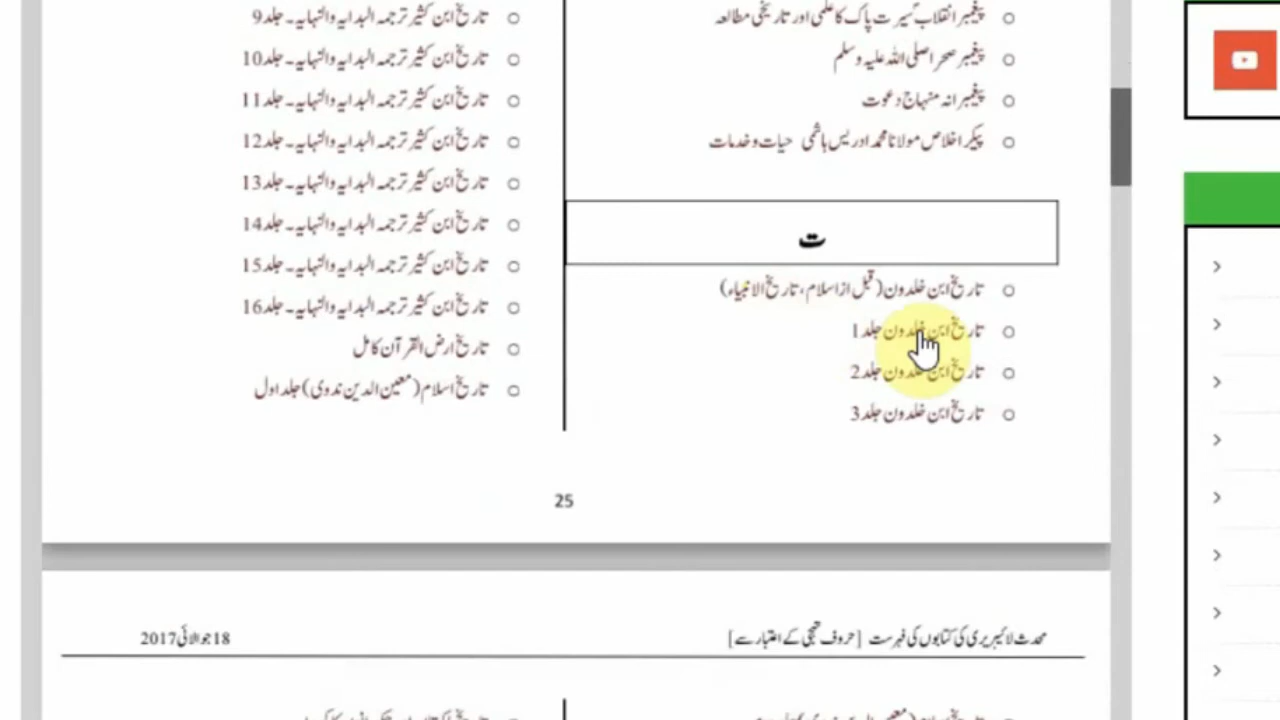 پیغمبر انقلاب سیرت پاک کا علمی اور تاریخی مطالعہ
پیغمبر صحرا صلی اللہ علیہ وسلم
پیغمبرانہ منہاج دعوت
پیکر اخلاص مولانا محمد ادریس ہاشمی حیات و خدمات
ت
تاریخ ابن خلدون (قبل از اسلام، تاریخ الانبیاء)
تاریخ ابن خلدون جلد 1
تاریخ ابن خلدون جلد 2
تاریخ ابن خلدون جلد 3
تاریخ ابن کثیر ترجمہ البدایہ والنہایہ۔ جلد 9
تاریخ ابن کثیر ترجمہ البدایہ والنہایہ۔ جلد 10
تاریخ ابن کثیر ترجمہ البدایہ والنہایہ۔ جلد 11
تاریخ ابن کثیر ترجمہ البدایہ والنہایہ۔ جلد 12
تاریخ ابن کثیر ترجمہ البدایہ والنہایہ۔ جلد 13
تاریخ ابن کثیر ترجمہ البدایہ والنہایہ۔ جلد 14
تاریخ ابن کثیر ترجمہ البدایہ والنہایہ۔ جلد 15
تاریخ ابن کثیر ترجمہ البدایہ والنہایہ۔ جلد 16
تاریخ ارض القرآن کامل
تاریخ اسلام (معین الدین ندوی) جلد اول
25
محدث لائبریری کی کتابوں کی فہرست [حروف تہجی کے اعتبار سے]
18 جولائی 2017